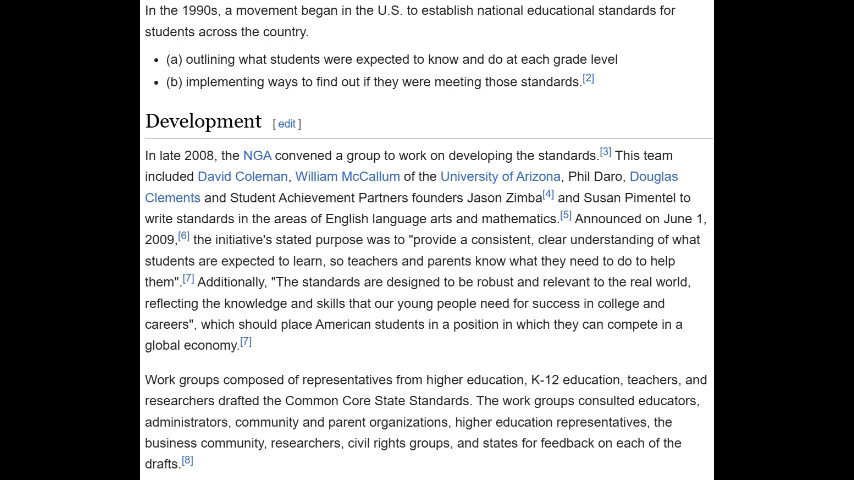 In the 1990s, a movement began in the U.S. to establish national educational standards for
students across the country.
• (a) outlining what students were expected to know and do at each grade level
• (b) implementing ways to find out if they were meeting those standards.[2]
Development [ edit ]
In late 2008, the NGA convened a group to work on developing the standards.[3] This team
included David Coleman, William McCallum of the University of Arizona, Phil Daro, Douglas
Clements and Student Achievement Partners founders Jason Zimba[4] and Susan Pimentel to
write standards in the areas of English language arts and mathematics.[5] Announced on June 1,
2009,[6] the initiative's stated purpose was to "provide a consistent, clear understanding of what
students are expected to learn, so teachers and parents know what they need to do to help
them".[7] Additionally, "The standards are designed to be robust and relevant to the real world,
reflecting the knowledge and skills that our young people need for success in college and
careers", which should place American students in a position in which they can compete in a
global economy.[7]
Work groups composed of representatives from higher education, K-12 education, teachers, and
researchers drafted the Common Core State Standards. The work groups consulted educators,
administrators, community and parent organizations, higher education representatives, the
business community, researchers, civil rights groups, and states for feedback on each of the
drafts.[8]